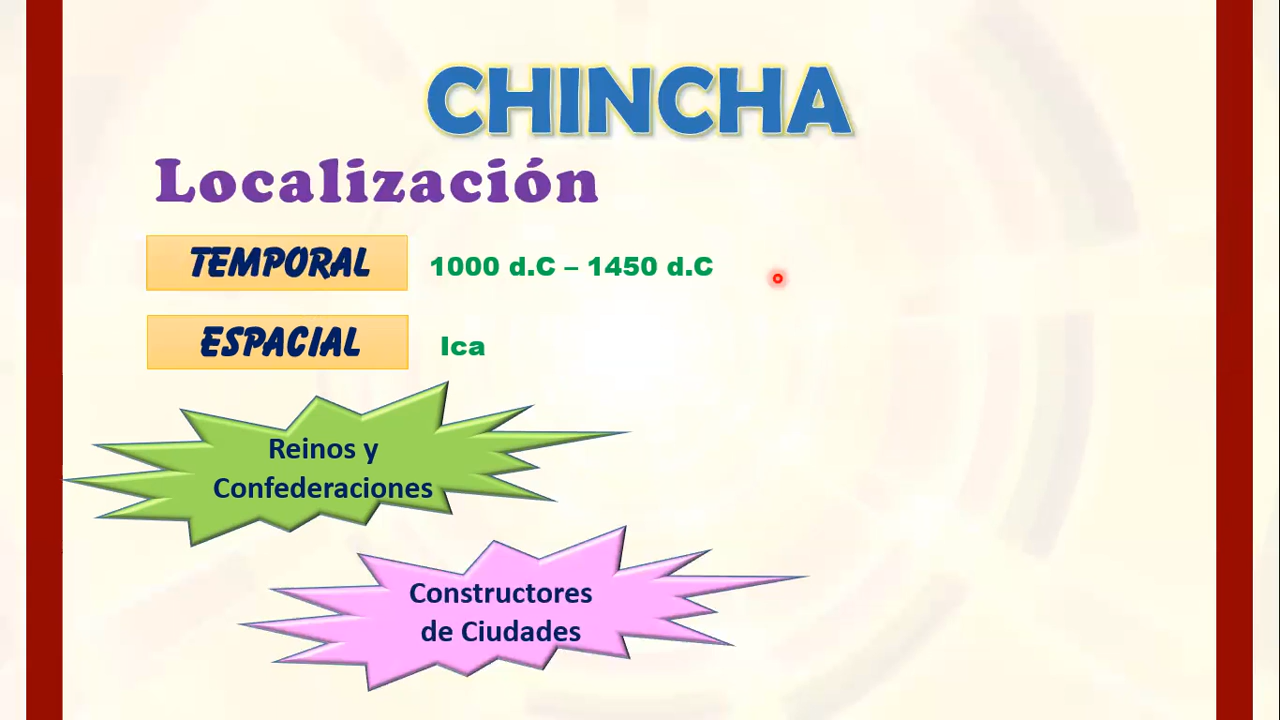 CHINCHA
Localización
TEMPORAL
1000 d.C – 1450 d.C
ESPACIAL
Ica
Reinos y
Confederaciones
Constructores
de Ciudades